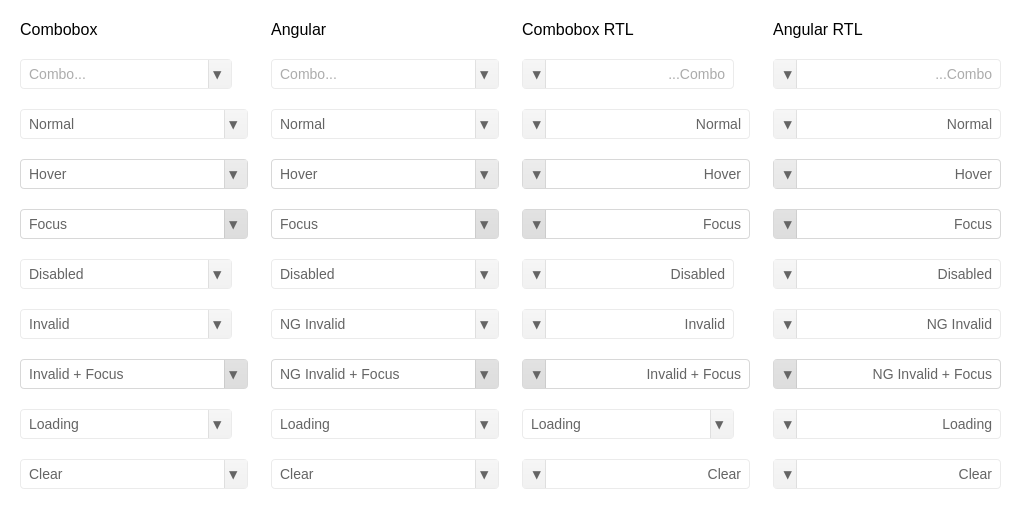 Combobox Angular Combobox RTL Angular RTL
Combo... Combo... ...Combo ...Combo
Normal Normal Normal Normal
Hover Hover Hover Hover
Focus Focus Focus Focus
Disabled Disabled Disabled Disabled
Invalid NG Invalid Invalid NG Invalid
Invalid + Focus NG Invalid + Focus Invalid + Focus NG Invalid + Focus
Loading Loading Loading Loading
Clear Clear Clear Clear